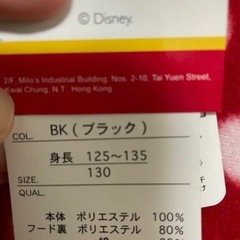 © Disney.
2/F, Milo's Industrial Building, Nos. 2-10, Tai Yuen Street,
Kwai Chung, N.T. Hong Kong
COL. BK(ブラック)
身長 125～135
SIZE. 130
QUAL.
本体 ポリエステル 100%
フード裏 ポリエステル 80%
綿